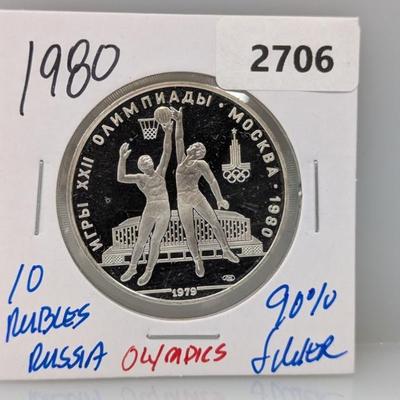 1980
2706
ИГРЫ XXII ОЛИМПИАДЫ · МОСКВА · 1980
1979
10
RUBLES
RUSSIA
OLYMPICS
90%
SILVER